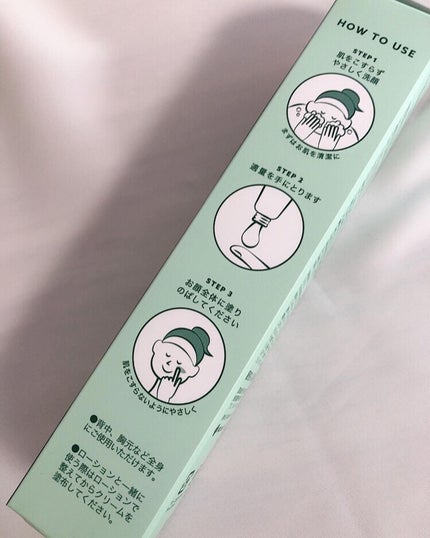 HOW TO USE
STEP 1
肌をこすらず
やさしく洗顔
まずはお肌を清潔に
STEP 2
適量を手にとります
STEP 3
お顔全体に塗り
のばしてください
肌をこすらないようにやさしく
●背中、胸元など全身
にご使用いただけます。
●ローションと一緒に
使う際はローションで
整えてからクリームを
塗布してください。